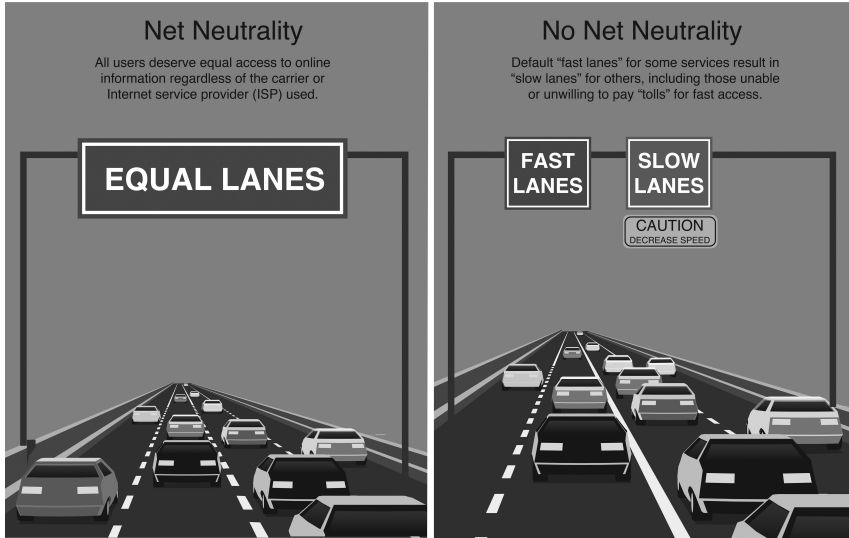 Net Neutrality
All users deserve equal access to online
information regardless of the carrier or
Internet service provider (ISP) used.
EQUAL LANES
No Net Neutrality
Default “fast lanes” for some services result in
“slow lanes” for others, including those unable
or unwilling to pay “tolls” for fast access.
FAST
LANES
SLOW
LANES
CAUTION
DECREASE SPEED